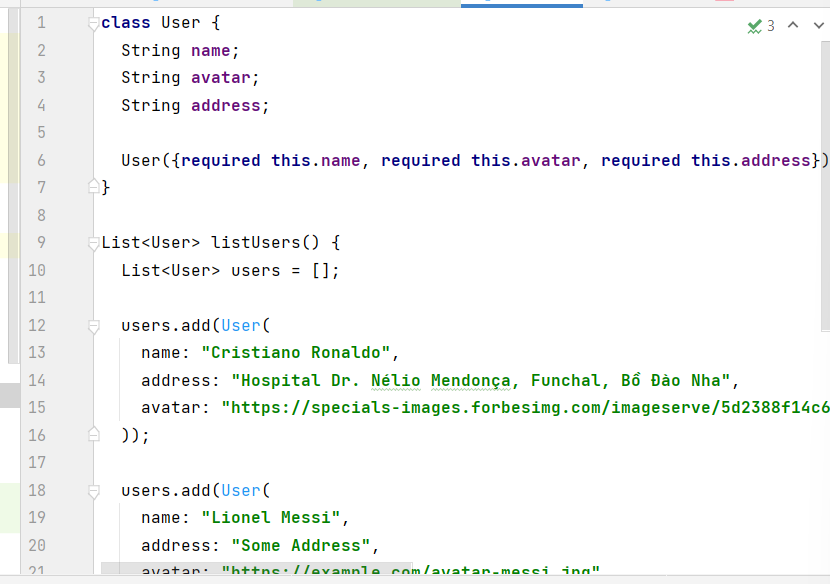 3
1 class User {
2 String name;
3 String avatar;
4 String address;
5
6 User({required this.name, required this.avatar, required this.address})
7 }
8
9 List<User> listUsers() {
10 List<User> users = [];
11
12 users.add(User(
13 name: "Cristiano Ronaldo",
14 address: "Hospital Dr. Nélio Mendonça, Funchal, Bồ Đào Nha",
15 avatar: "https://specials-images.forbesimg.com/imageserve/5d2388f14c6
16 ));
17
18 users.add(User(
19 name: "Lionel Messi",
20 address: "Some Address",
21 avatar: "https://example.com/avatar-messi.jpg"